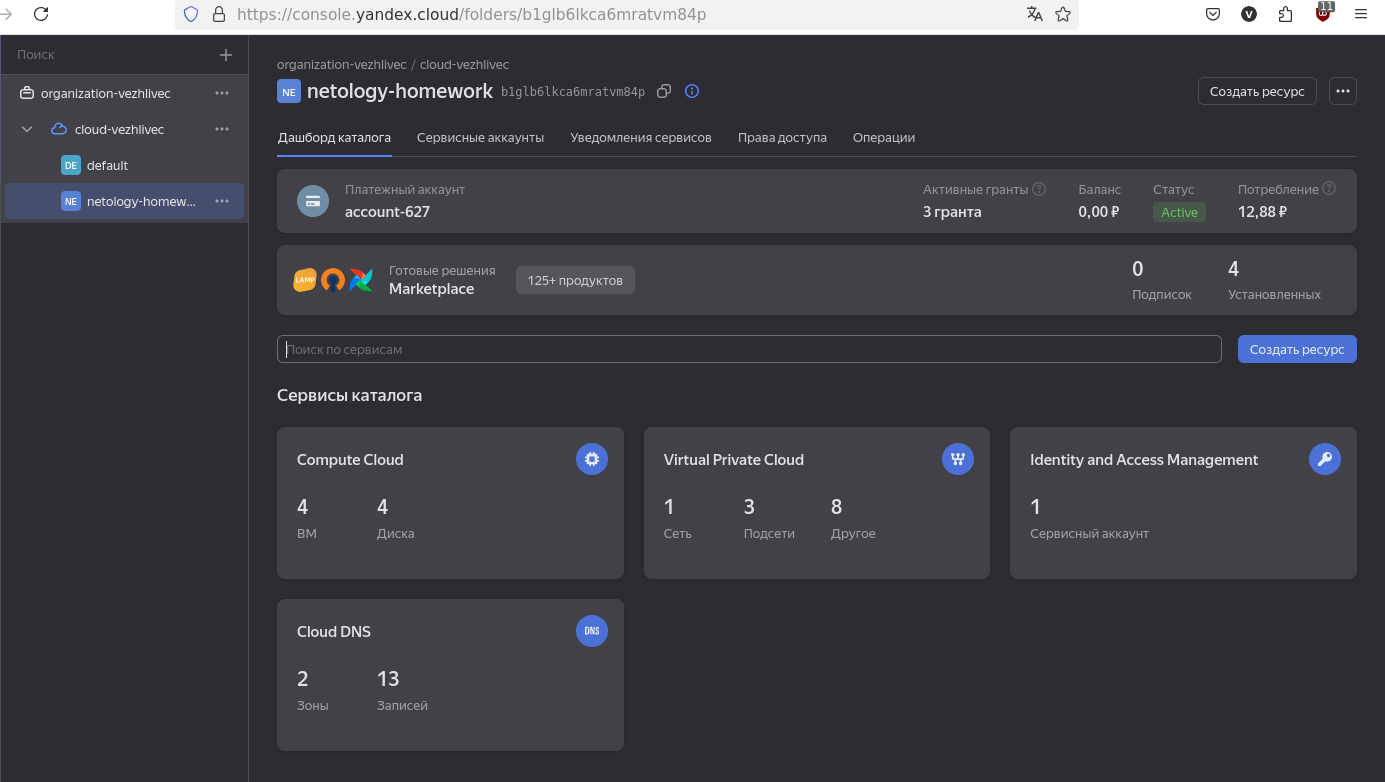 https://console.yandex.cloud/folders/b1glb6lkca6mratvm84p
V
11
Поиск
organization-vezhlivec
cloud-vezhlivec
DE default
NE netology-homew...
organization-vezhlivec / cloud-vezhlivec
NE netology-homework b1glb6lkca6mratvm84p
Создать ресурс
Дашборд каталога Сервисные аккаунты Уведомления сервисов Права доступа Операции
Платежный аккаунт Активные гранты Баланс Статус Потребление
account-627 3 гранта 0,00 ₽ Active 12,88 ₽
LAMP
Готовые решения
Marketplace
125+ продуктов
0 4
Подписок Установленных
Поиск по сервисам
Создать ресурс
Сервисы каталога
Compute Cloud
4 4
ВМ Диска
Virtual Private Cloud
1 3 8
Сеть Подсети Другое
Identity and Access Management
1
Сервисный аккаунт
Cloud DNS
DNS
2 13
Зоны Записей